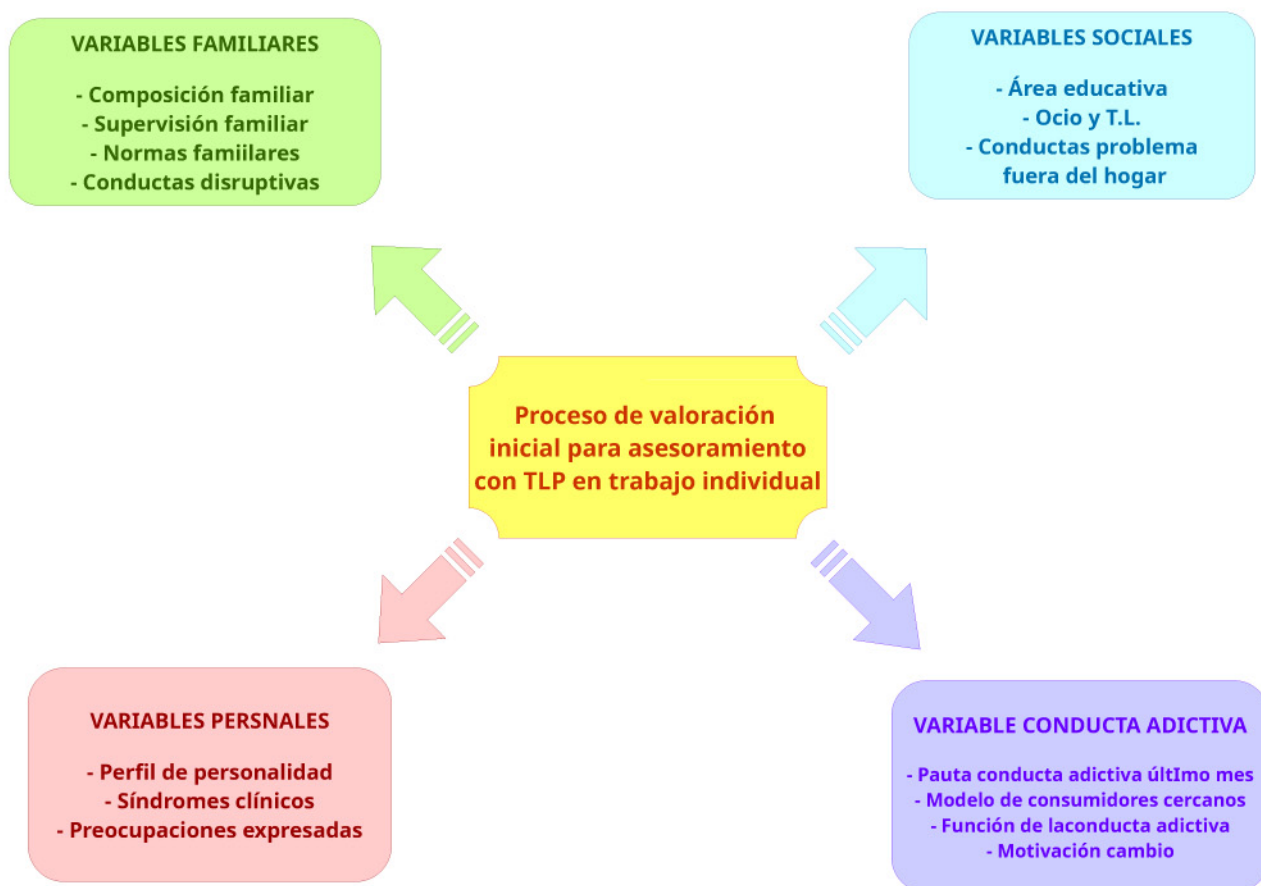 VARIABLES FAMILIARES
- Composición familiar
- Supervisión familiar
- Normas famiilares
- Conductas disruptivas
VARIABLES SOCIALES
- Área educativa
- Ocio y T.L.
- Conductas problema
fuera del hogar
Proceso de valoración
inicial para asesoramiento
con TLP en trabajo individual
VARIABLES PERSNALES
- Perfil de personalidad
- Síndromes clínicos
- Preocupaciones expresadas
VARIABLE CONDUCTA ADICTIVA
- Pauta conducta adictiva últImo mes
- Modelo de consumidores cercanos
- Función de laconducta adictiva
- Motivación cambio